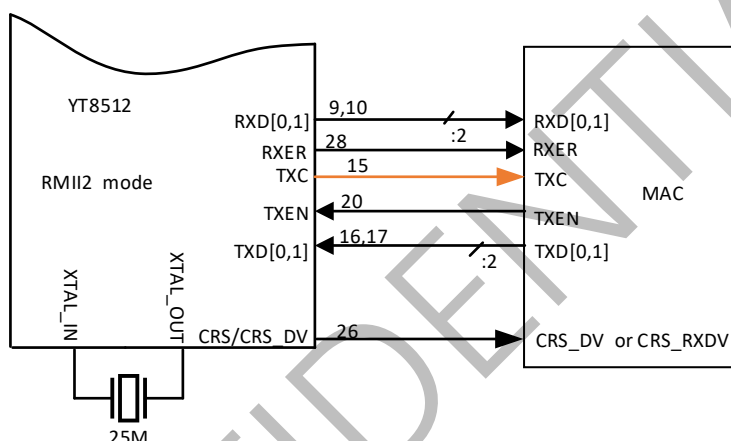 YT8512
RMII2 mode
RXD[0,1] 9,10 :2 RXD[0,1]
RXER 28 RXER
TXC 15 TXC
MAC
TXEN 20 TXEN
TXD[0,1] 16,17 :2 TXD[0,1]
XTAL_IN
XTAL_OUT
CRS/CRS_DV 26 CRS_DV or CRS_RXDV
25M
FIDENTIA